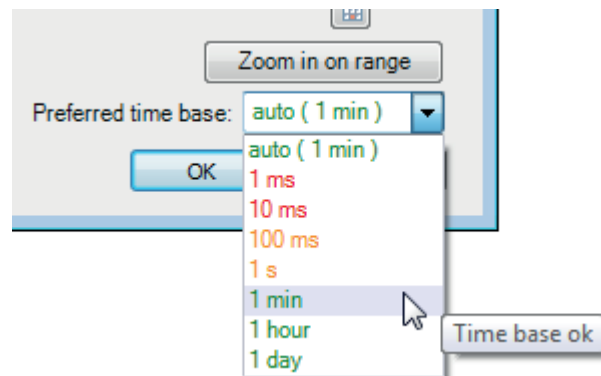 Zoom in on range
Preferred time base: auto ( 1 min )
auto ( 1 min )
OK
1 ms
10 ms
100 ms
1 s
1 min
1 hour
Time base ok
1 day